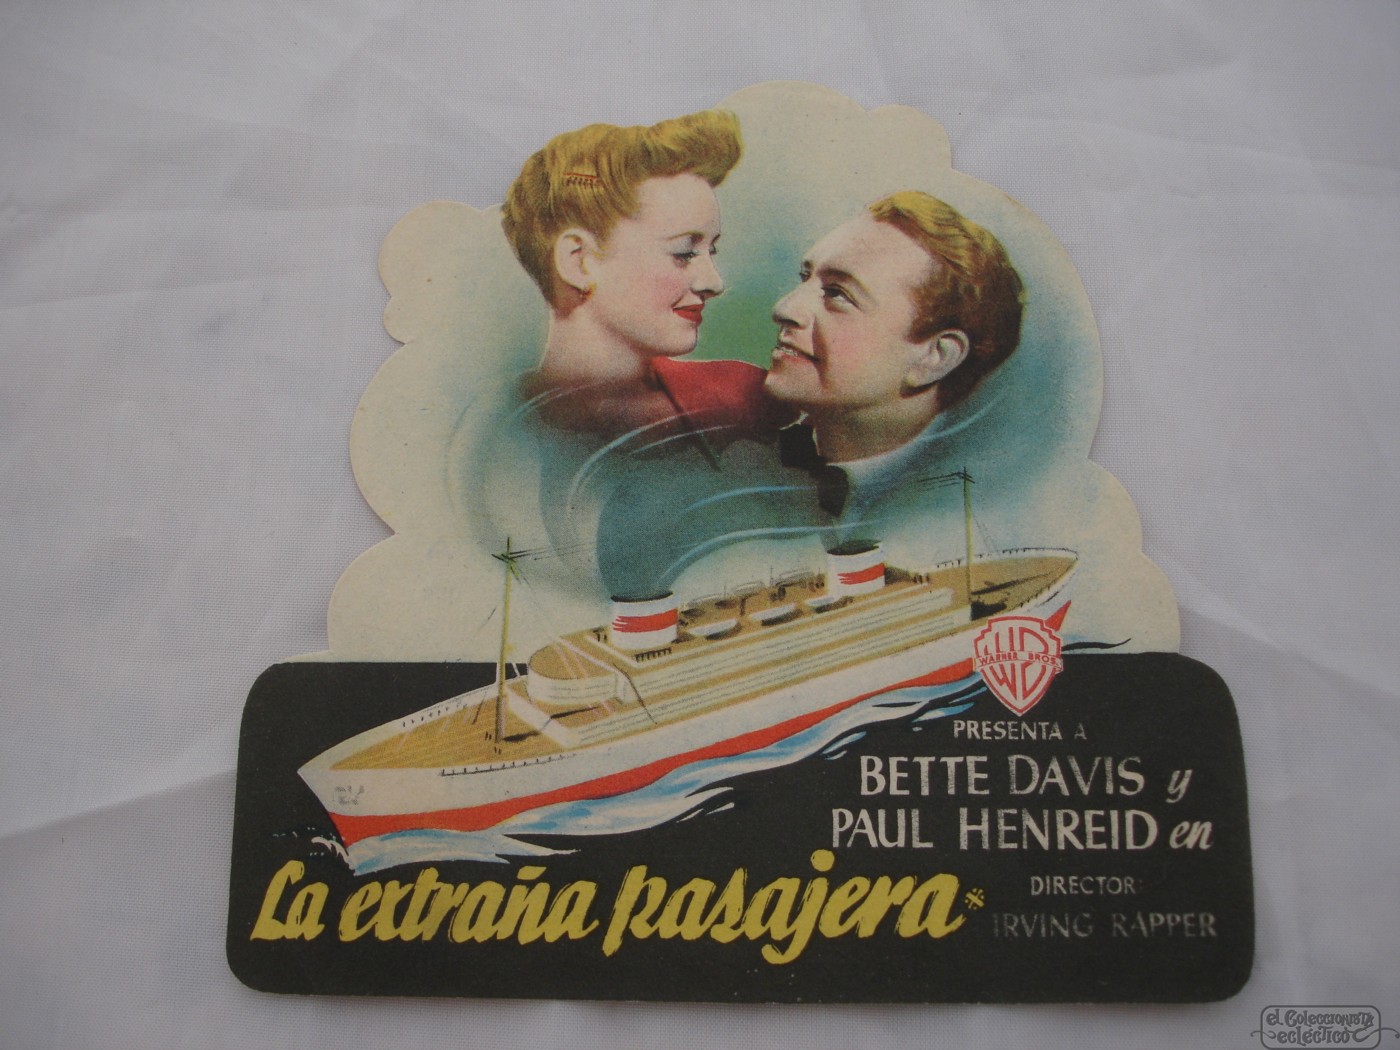 WARNER BROS
PRESENTA A
BETTE DAVIS y
PAUL HENREID en
La extraña pasajera
DIRECTOR:
IRVING RAPPER
el Coleccionista
ecléctico